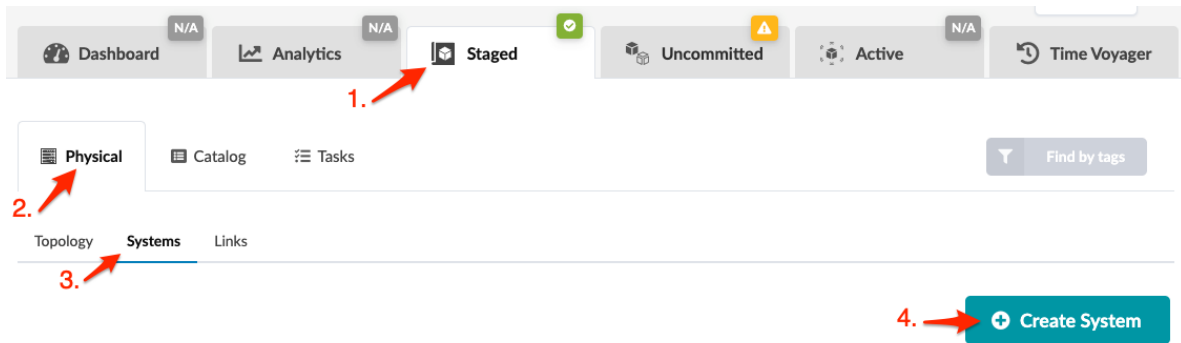 N/A N/A N/A
Dashboard Analytics Staged Uncommitted Active Time Voyager
1.
Physical Catalog Tasks Find by tags
2.
Topology Systems Links
3.
4. Create System